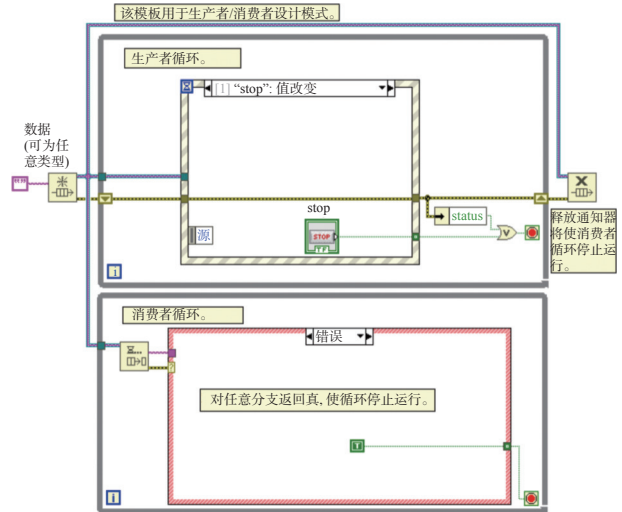 该模板用于生产者/消费者设计模式。
生产者循环。
[1] “stop”: 值改变
数据
(可为任
意类型)
stop
STOP
TF
源
status
释放通知器
将使消费者
循环停止运
行。
i
消费者循环。
错误
?
对任意分支返回真, 使循环停止运行。
T
i